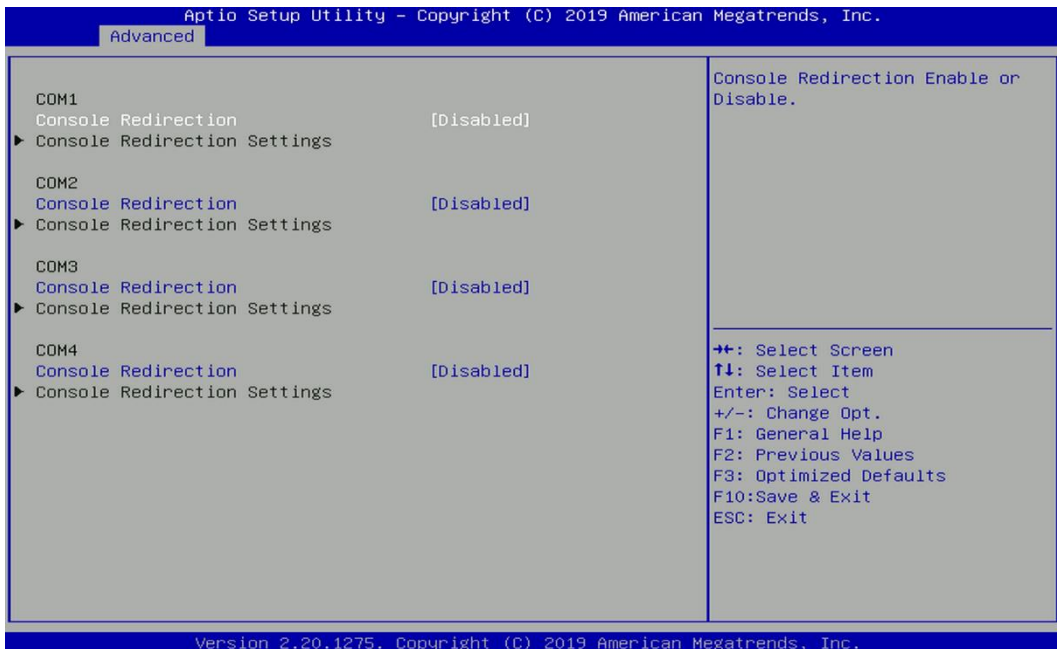 Aptio Setup Utility – Copyright (C) 2019 American Megatrends, Inc.
Advanced
COM1
Console Redirection [Disabled]
▶ Console Redirection Settings
COM2
Console Redirection [Disabled]
▶ Console Redirection Settings
COM3
Console Redirection [Disabled]
▶ Console Redirection Settings
COM4
Console Redirection [Disabled]
▶ Console Redirection Settings
Console Redirection Enable or
Disable.
→←: Select Screen
↑↓: Select Item
Enter: Select
+/-: Change Opt.
F1: General Help
F2: Previous Values
F3: Optimized Defaults
F10:Save & Exit
ESC: Exit
Version 2.20.1275. Copyright (C) 2019 American Megatrends, Inc.